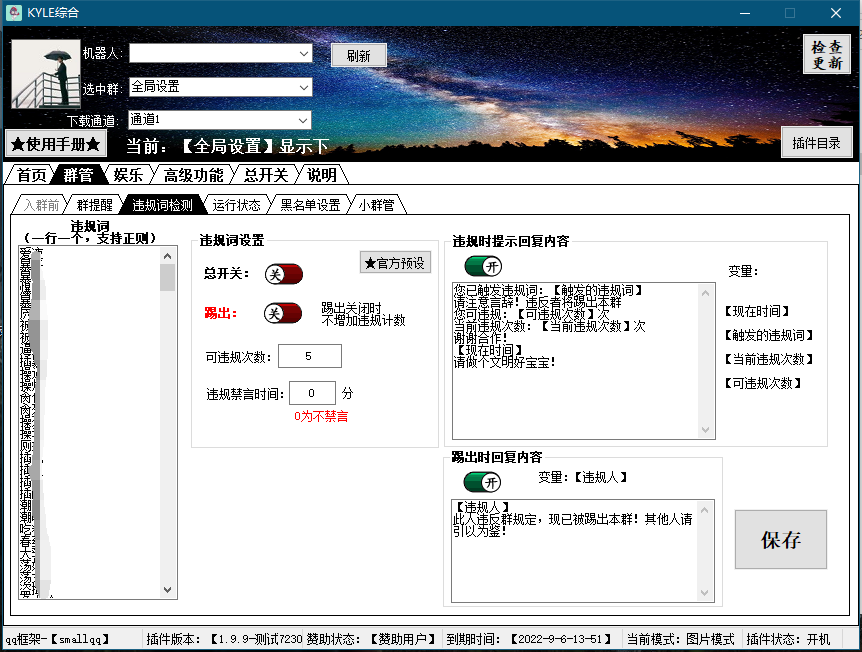 KYLE综合
机器人:
刷新
检查
更新
选中群:
全局设置
下载通道:
通道1
★使用手册★
当前：【全局设置】显示下
插件目录
首页
群管
娱乐
高级功能
总开关
说明
入群前
群提醒
违规词检测
运行状态
黑名单设置
小群管
违规词
（一行一个，支持正则）
违规词设置
总开关：
关
★官方预设
踢出：
关
踢出关闭时
不增加违规计数
可违规次数：
5
违规禁言时间：
0
分
0为不禁言
违规时提示回复内容
开
您已触发违规词：【触发的违规词】
请注意言辞！违反者将踢出本群
您可违规：【可违规次数】次
当前违规次数：【当前违规次数】次
谢谢合作！
【现在时间】
请做个文明好宝宝！
变量：
【现在时间】
【触发的违规词】
【当前违规次数】
【可违规次数】
踢出时回复内容
开
变量：【违规人】
【违规人】
此人违反群规定，现已被踢出本群！其他人请
引以为鉴！
保存
qq框架-【smallqq】
插件版本：【1.9.9-测试7230
赞助状态：【赞助用户】
到期时间：【2022-9-6-13-51】
当前模式：图片模式
插件状态：开机